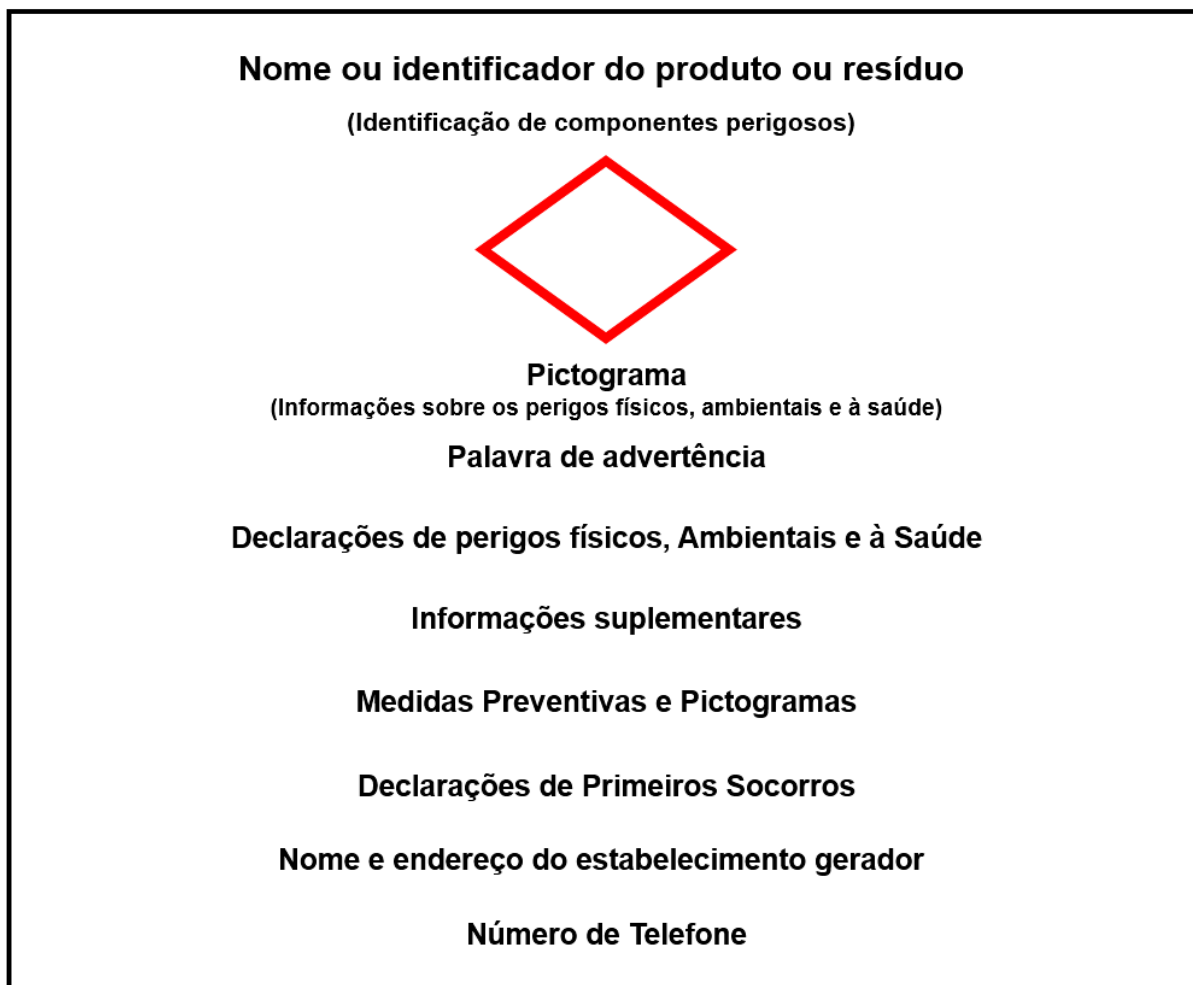 Nome ou identificador do produto ou resíduo
(Identificação de componentes perigosos)
Pictograma
(Informações sobre os perigos físicos, ambientais e à saúde)
Palavra de advertência
Declarações de perigos físicos, Ambientais e à Saúde
Informações suplementares
Medidas Preventivas e Pictogramas
Declarações de Primeiros Socorros
Nome e endereço do estabelecimento gerador
Número de Telefone